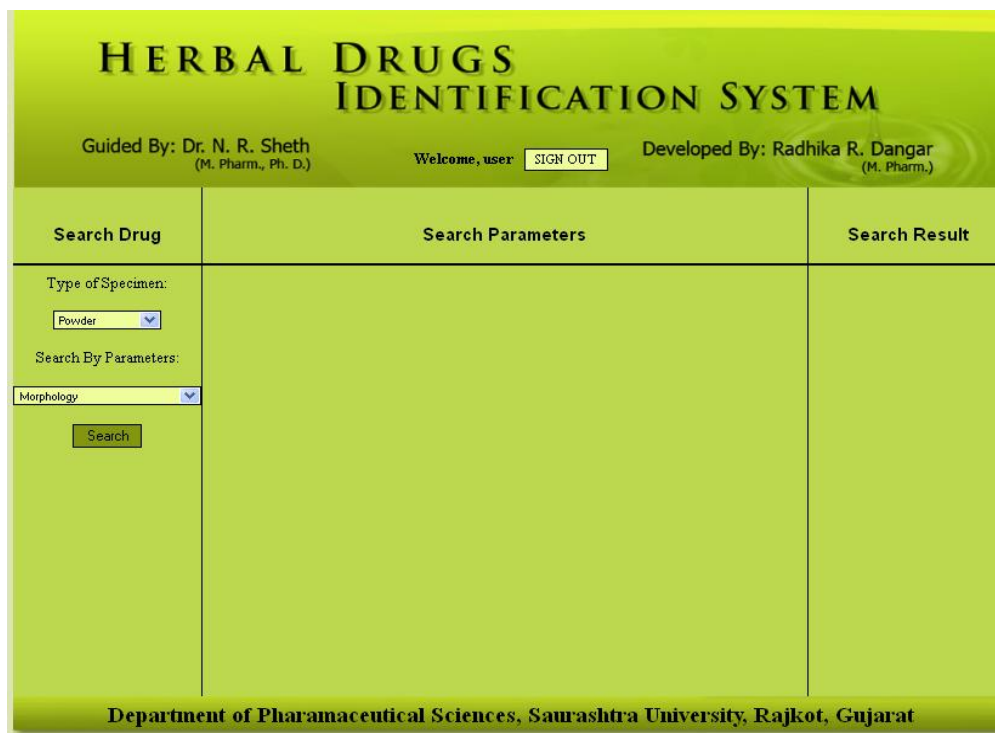 HERBAL DRUGS
IDENTIFICATION SYSTEM
Guided By: Dr. N. R. Sheth
(M. Pharm., Ph. D.)
Welcome, user
SIGN OUT
Developed By: Radhika R. Dangar
(M. Pharm.)
Search Drug
Search Parameters
Search Result
Type of Specimen:
Powder
Search By Parameters:
Morphology
Search
Department of Pharamaceutical Sciences, Saurashtra University, Rajkot, Gujarat